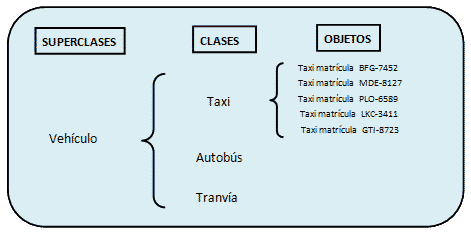 SUPERCLASES
CLASES
OBJETOS
Vehículo
Taxi
Autobús
Tranvía
Taxi matrícula BFG-7452
Taxi matrícula MDE-8127
Taxi matrícula PLO-6589
Taxi matrícula LKC-3411
Taxi matrícula GTI-8723